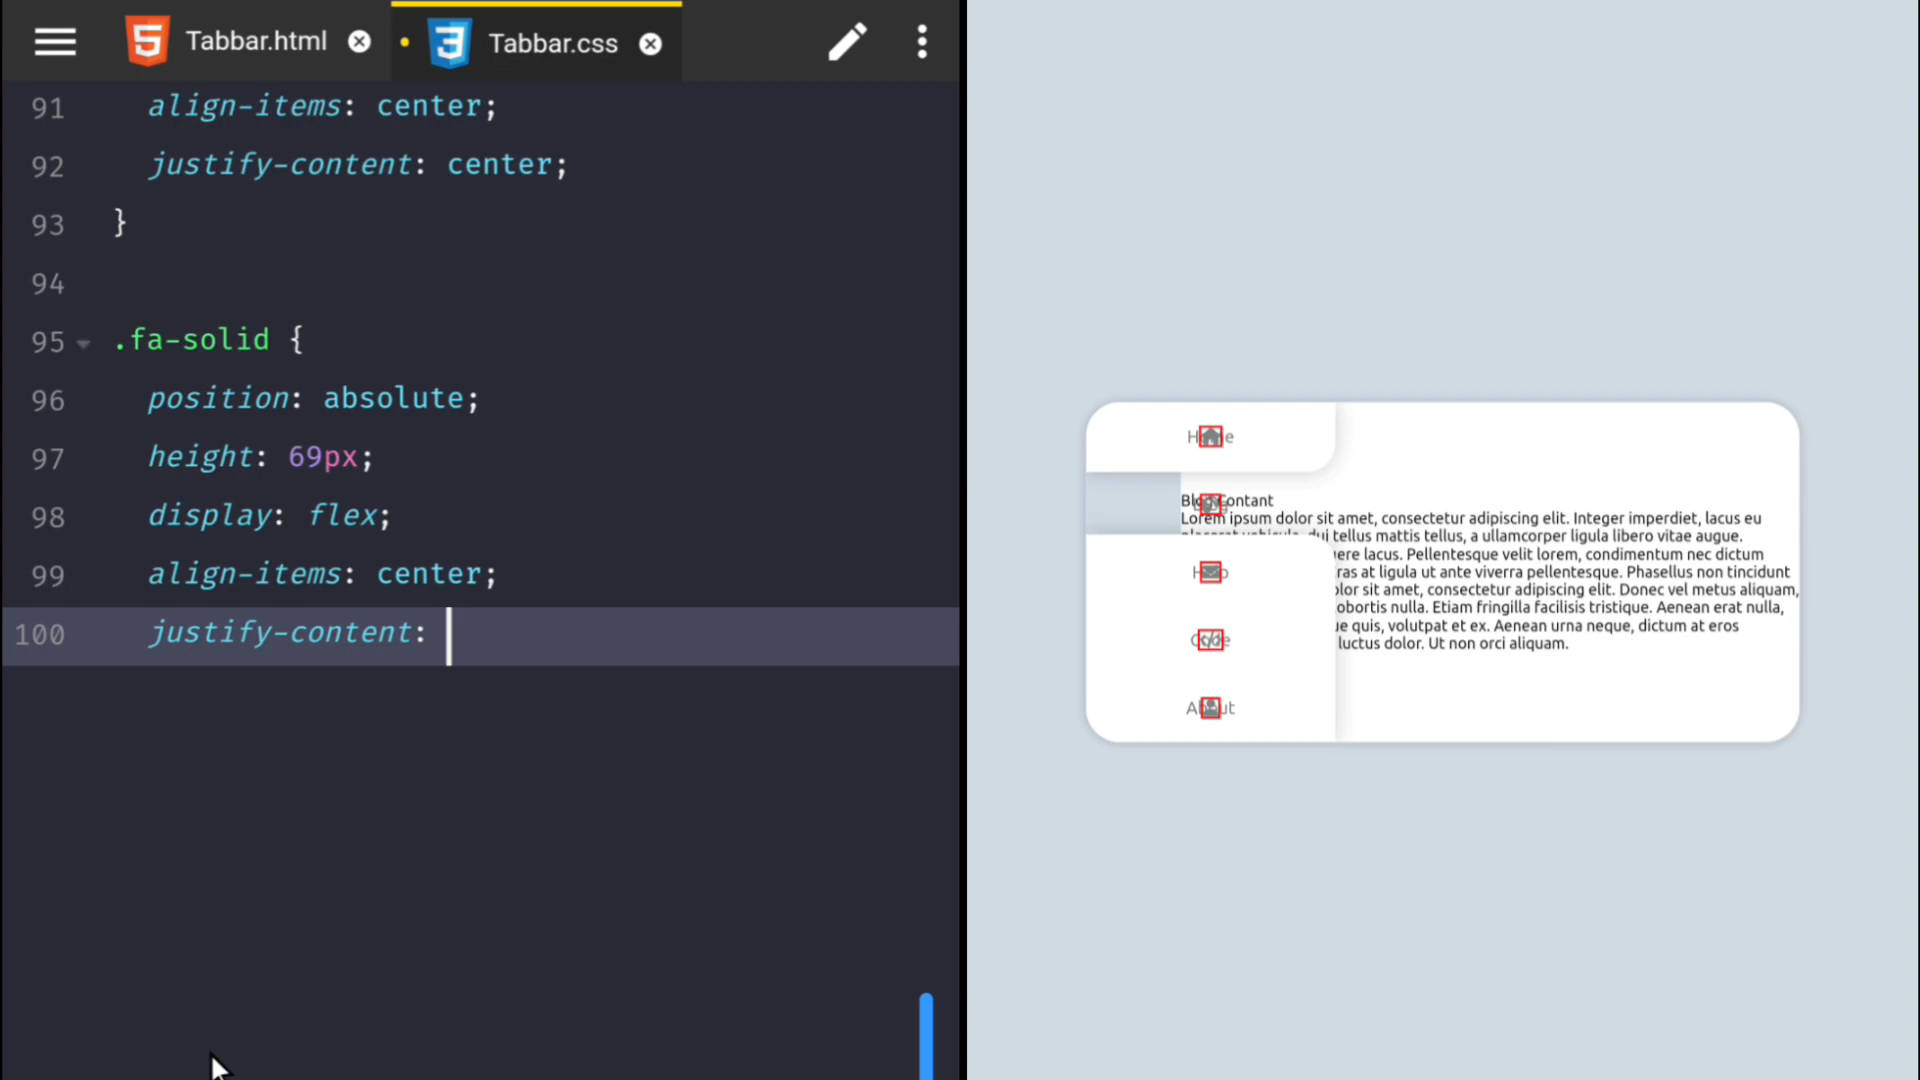 Tabbar.html
Tabbar.css
91 align-items: center;
92 justify-content: center;
93 }
94
95 .fa-solid {
96 position: absolute;
97 height: 69px;
98 display: flex;
99 align-items: center;
100 justify-content:
Blog Contant
Lorem ipsum dolor sit amet, consectetur adipiscing elit. Integer imperdiet, lacus eu
tellus mattis tellus, a ullamcorper ligula libero vitae augue.
lacus. Pellentesque velit lorem, condimentum nec dictum
at ligula ut ante viverra pellentesque. Phasellus non tincidunt
sit amet, consectetur adipiscing elit. Donec vel metus aliquam,
nulla. Etiam fringilla facilisis tristique. Aenean erat nulla,
quis, volutpat et ex. Aenean urna neque, dictum at eros
luctus dolor. Ut non orci aliquam.